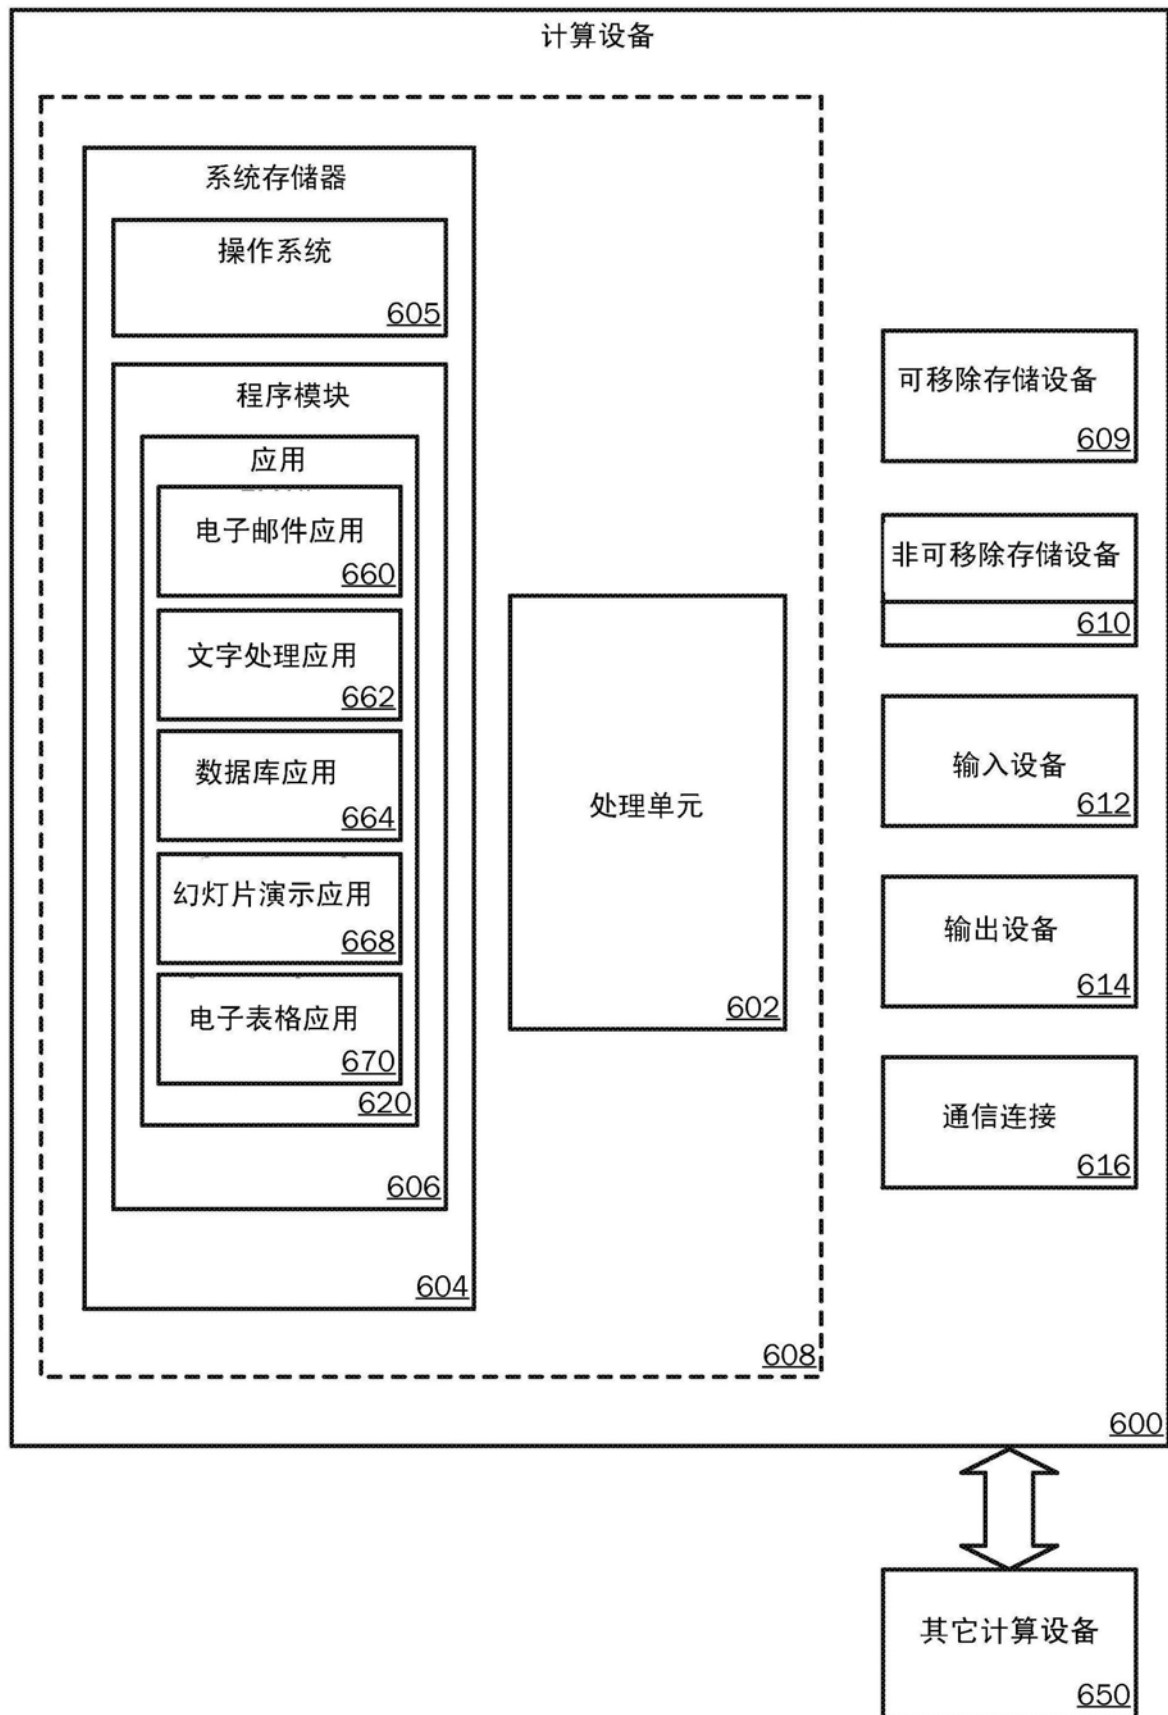 计算设备
系统存储器
操作系统
605
程序模块
应用
电子邮件应用
660
文字处理应用
662
数据库应用
664
幻灯片演示应用
668
电子表格应用
670
620
606
604
处理单元
602
608
可移除存储设备
609
非可移除存储设备
610
输入设备
612
输出设备
614
通信连接
616
600
其它计算设备
650